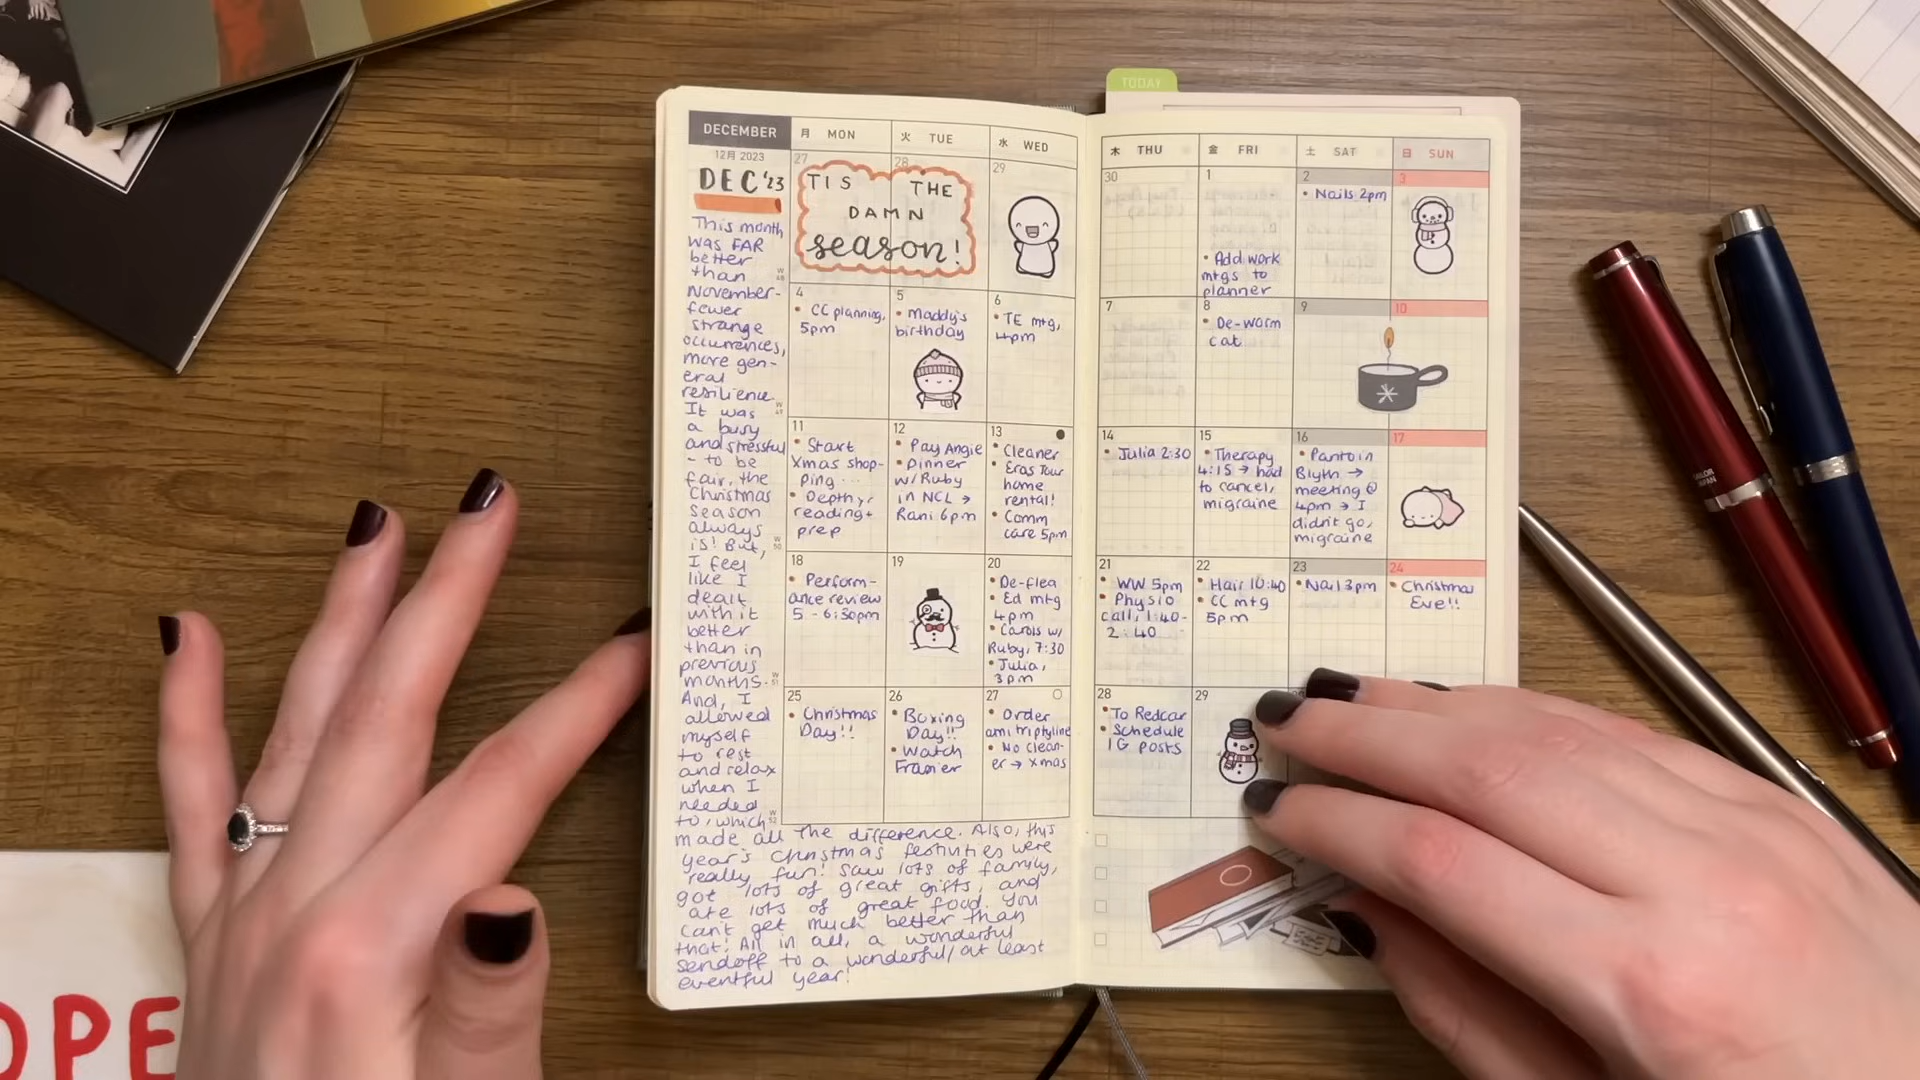 TODAY
DECEMBER
12月 2023
DEC '23
月 MON
火 TUE
水 WED
木 THU
金 FRI
土 SAT
日 SUN
This month
was FAR
better
than
November-
fewer
strange
occurrences,
more gen-
eral
resilience.
It was
a busy
and stressful
- to be
fair, the
Christmas
season
always
is! But,
I feel
like I
dealt
with it
better
than in
previous
months.
And, I
allowed
myself
to rest
and relax
when I
needed
to, which
made all the difference. Also, this
year's Christmas festivities were
really fun! Saw lots of family,
got lots of great gifts, and
ate lots of great food. You
can't get much better than
that! All in all, a wonderful
sendoff to a wonderful/at least
eventful year!
27
28
TIS THE
DAMN
season!
29
30
1
• Add work
mtgs to
planner
2
• Nails 2pm
3
4
• CC planning,
5pm
5
• Maddy's
birthday
6
• TE mtg,
4pm
7
8
• De-worm
cat
9
10
11
• Start
Xmas shop-
ping
• Depthy,
reading +
prep
12
• Pay Angie
• Dinner
w/ Ruby
in NCL →
Rani 6pm
13
• Cleaner
• Eras Tour
home
rental!
• Comm
care 5pm
14
• Julia 2:30
15
• Therapy
4:15 → had
to cancel,
migraine
16
• Panto in
Blyth →
meeting @
4pm → I
didn't go,
migraine
17
18
• Perform-
ance review
5 - 6:30pm
19
20
• De-flea
• Ed mtg
4pm
• Carols w/
Ruby, 7:30
• Julia,
3pm
21
• WW 5pm
• Physio
call, 1:40-
2:40
22
• Hair 10:40
• CC mtg
5pm
23
• Nail 3pm
24
• Christmas
Eve!!
25
• Christmas
Day!!
26
• Boxing
Day!!
• Watch
Frasier
27
• Order
amitriptyline
• No clean-
er → Xmas
28
• To Redcar
• Schedule
IG posts
29
W 51
W 52
SAILOR
JAPAN
OPE